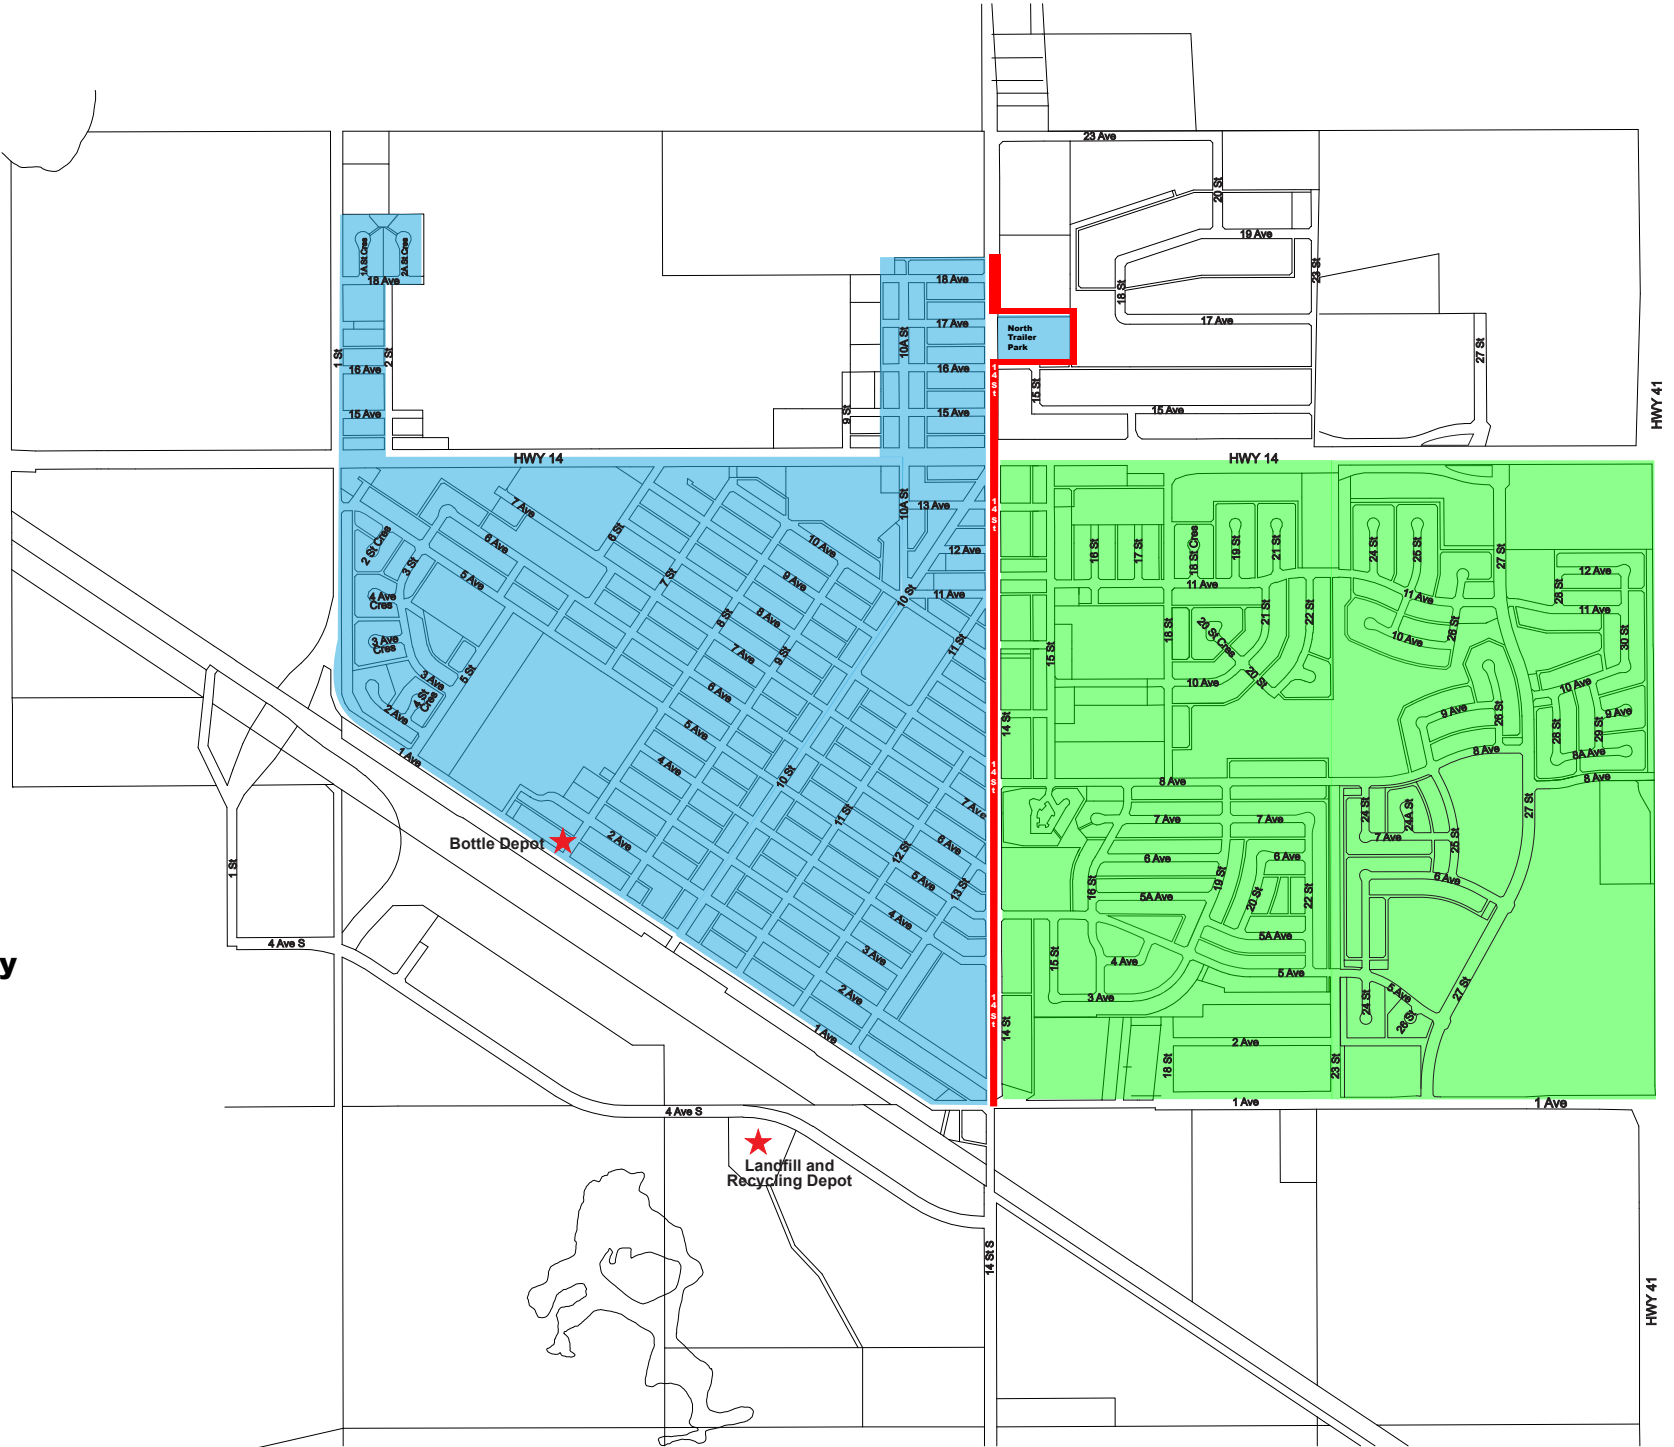 23 Ave
20 St
19 Ave
1A St Cres
2A St Cres
18 Ave
18 Ave
23 St
18 St
17 Ave
17 Ave
North
Trailer
Park
10A St
1 St
2 St
27 St
16 Ave
16 Ave
14 St
15 St
HWY 41
15 Ave
9 St
15 Ave
15 Ave
HWY 14
HWY 14
7 Ave
10A St
13 Ave
14 St
6 St
2 St Cres
6 Ave
10 Ave
12 Ave
16 St
17 St
18 St Cres
19 St
21 St
24 St
25 St
27 St
3 St
5 Ave
7 St
9 Ave
10 St
11 Ave
11 Ave
11 Ave
28 St
12 Ave
11 Ave
4 Ave
Cres
8 St
8 Ave
11 St
18 St
20 St Cres
21 St
22 St
10 Ave
26 St
30 St
3 Ave
Cres
7 Ave
9 St
15 St
3 Ave
5 St
6 Ave
10 Ave
20 St
10 Ave
4 St
Cres
2 Ave
5 Ave
14 St
9 Ave
26 St
28 St
29 St
9 Ave
1 Ave
4 Ave
10 St
14 St
8 Ave
8 Ave
8A Ave
8 Ave
11 St
7 Ave
7 Ave
7 Ave
24 St
24A St
7 Ave
25 St
27 St
Bottle Depot
2 Ave
12 St
6 Ave
6 Ave
6 Ave
1 St
5 Ave
13 St
16 St
5A Ave
19 St
20 St
22 St
6 Ave
4 Ave
5A Ave
4 Ave S
3 Ave
15 St
4 Ave
5 Ave
y
2 Ave
14 St
3 Ave
24 St
5 Ave
26 St
27 St
1 Ave
14 St
2 Ave
18 St
23 St
4 Ave S
1 Ave
1 Ave
Landfill and
Recycling Depot
14 St S
HWY 41